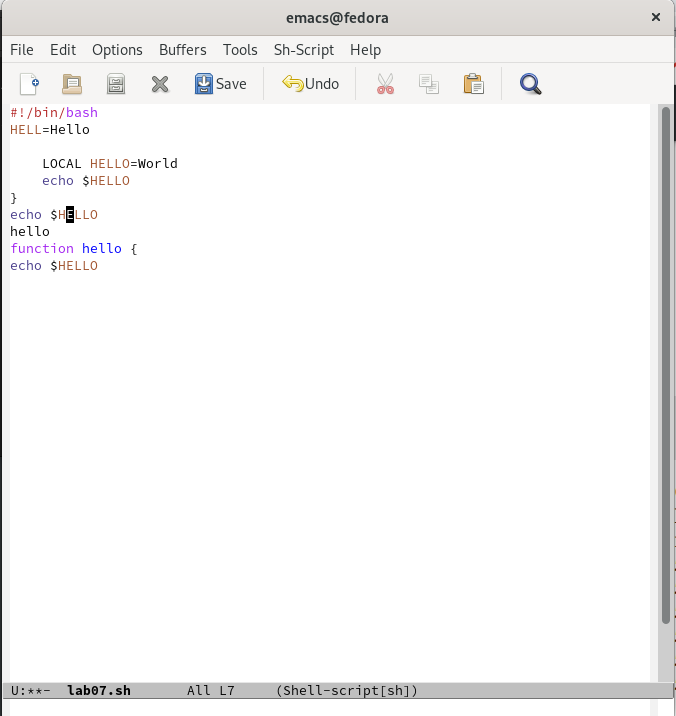 emacs@fedora ×
File Edit Options Buffers Tools Sh-Script Help
Save Undo
#!/bin/bash
HELL=Hello
    LOCAL HELLO=World
    echo $HELLO
}
echo $HELLO
hello
function hello {
echo $HELLO
U:**- lab07.sh All L7 (Shell-script[sh])